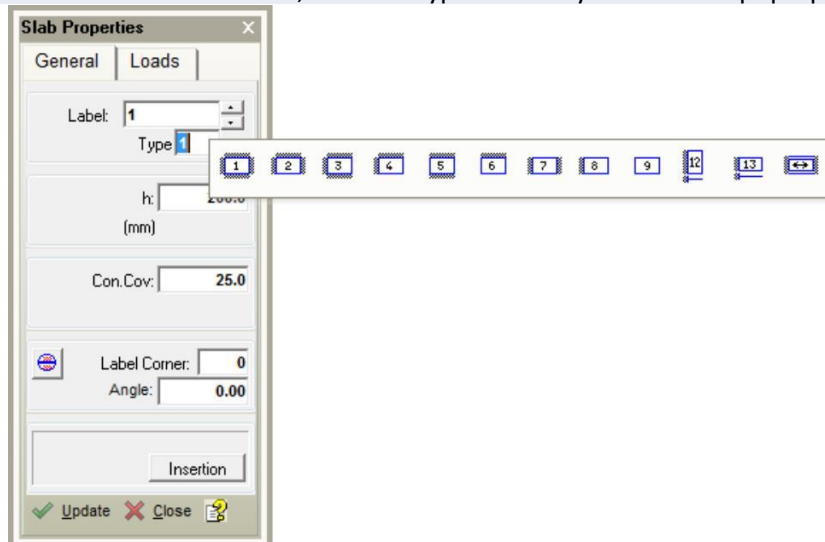 Slab Properties
General Loads
Label: 1
Type 1
1 2 3 4 5 6 7 8 9 12 13
h:
(mm)
Con.Cov: 25.0
Label Corner: 0
Angle: 0.00
Insertion
Update Close